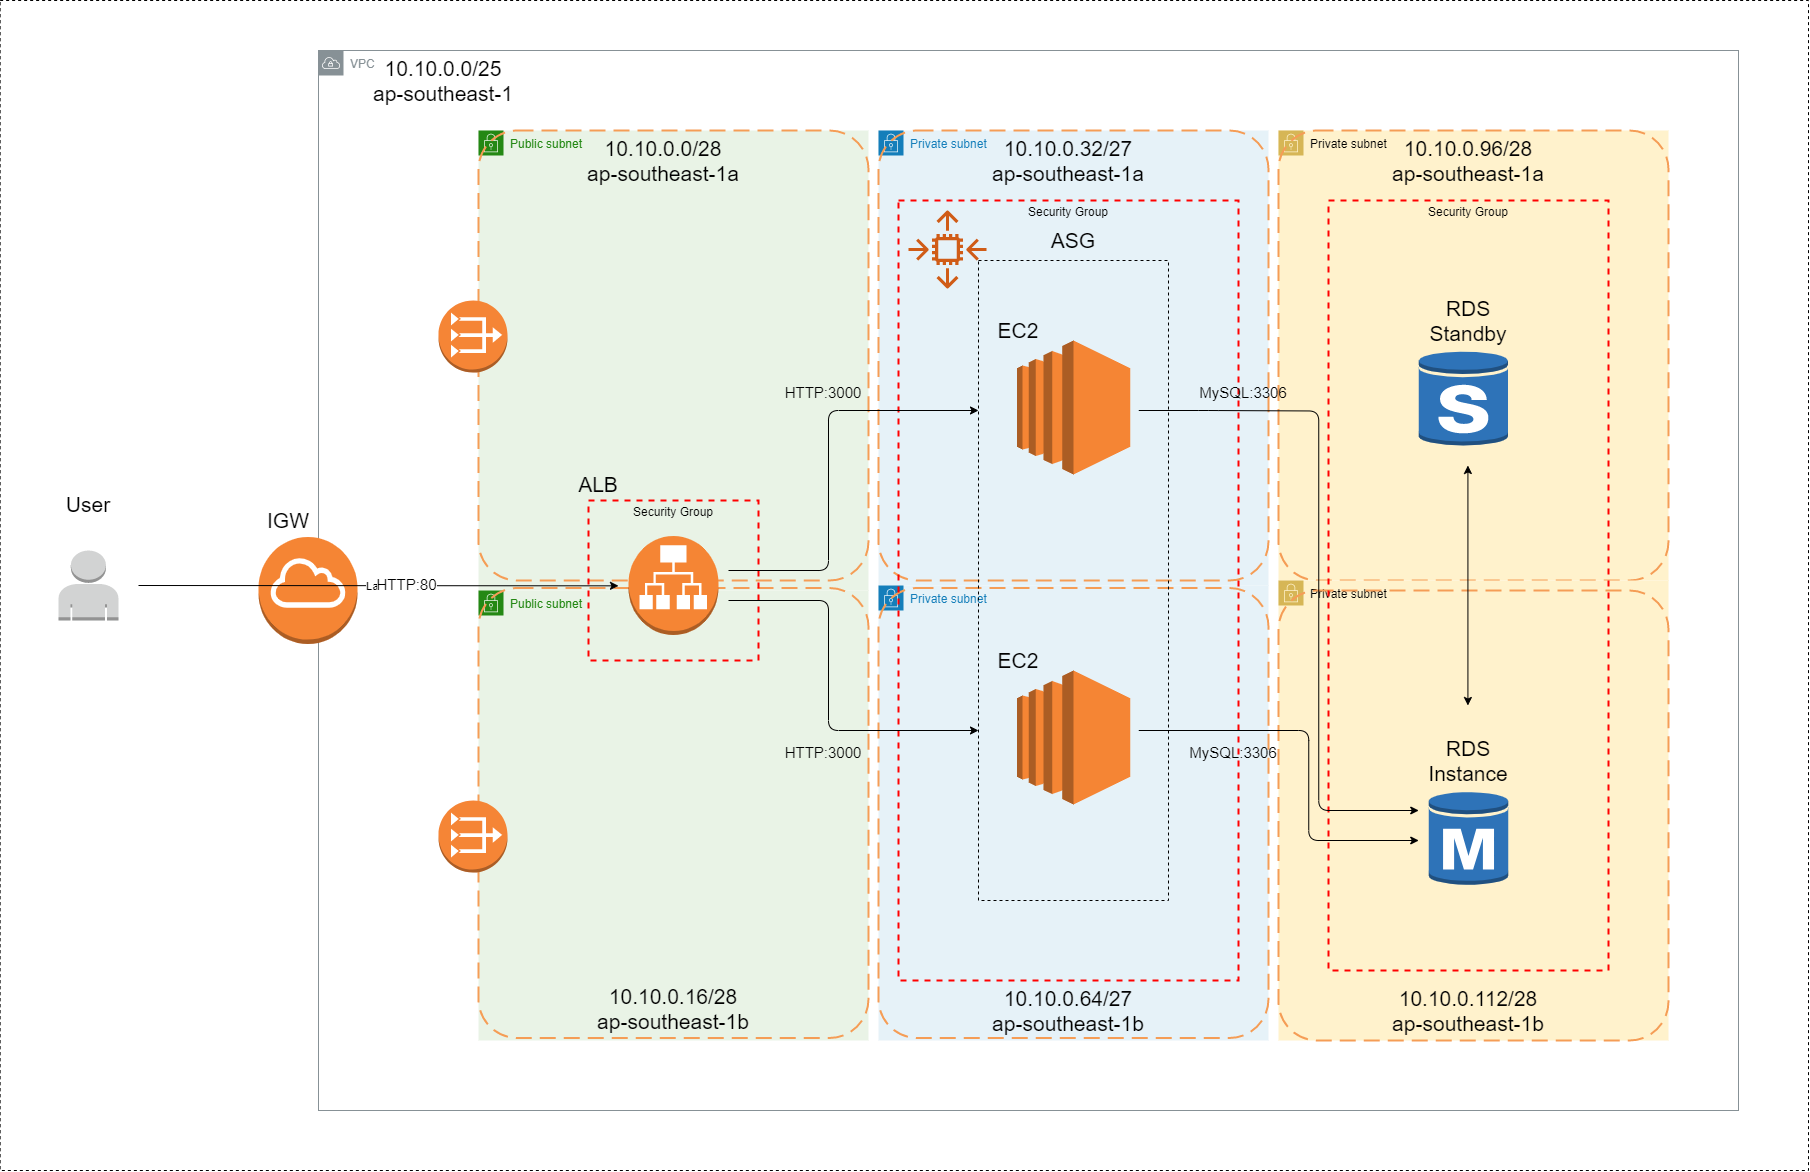 VPC
10.10.0.0/25
ap-southeast-1
Public subnet
10.10.0.0/28
ap-southeast-1a
Private subnet
10.10.0.32/27
ap-southeast-1a
Private subnet
10.10.0.96/28
ap-southeast-1a
Security Group
ASG
Security Group
EC2
RDS
Standby
S
HTTP:3000
MySQL:3306
ALB
Security Group
User
IGW
HTTP:80
Public subnet
Private subnet
Private subnet
EC2
HTTP:3000
MySQL:3306
RDS
Instance
M
10.10.0.16/28
ap-southeast-1b
10.10.0.64/27
ap-southeast-1b
10.10.0.112/28
ap-southeast-1b